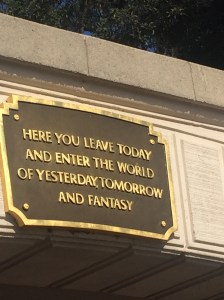 HERE YOU LEAVE TODAY
AND ENTER THE WORLD
OF YESTERDAY, TOMORROW
AND FANTASY